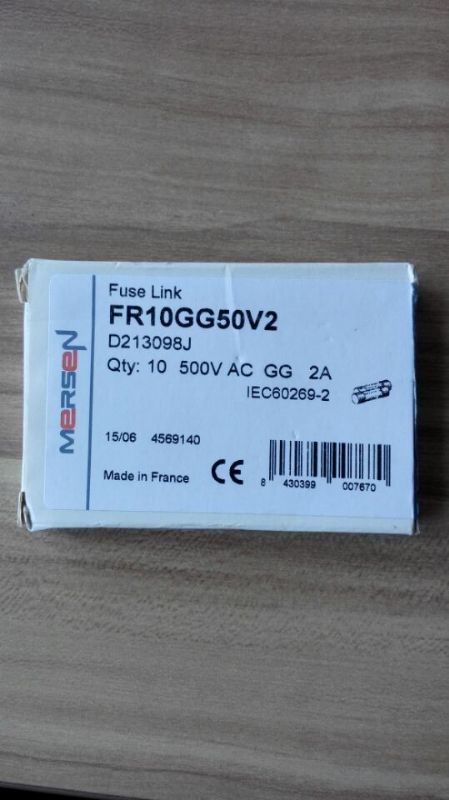 MERSEN
Fuse Link
FR10GG50V2
D213098J
Qty: 10 500V AC GG 2A
IEC60269-2
15/06 4569140
Made in France CE
8 430399 007670